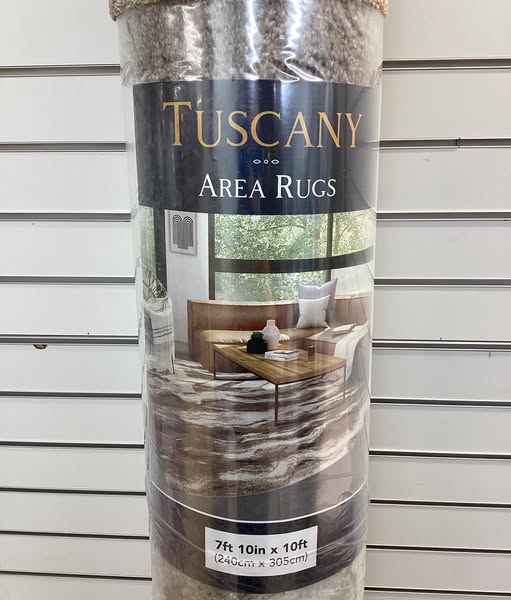 TUSCANY
AREA RUGS
7ft 10in x 10ft
(240cm x 305cm)